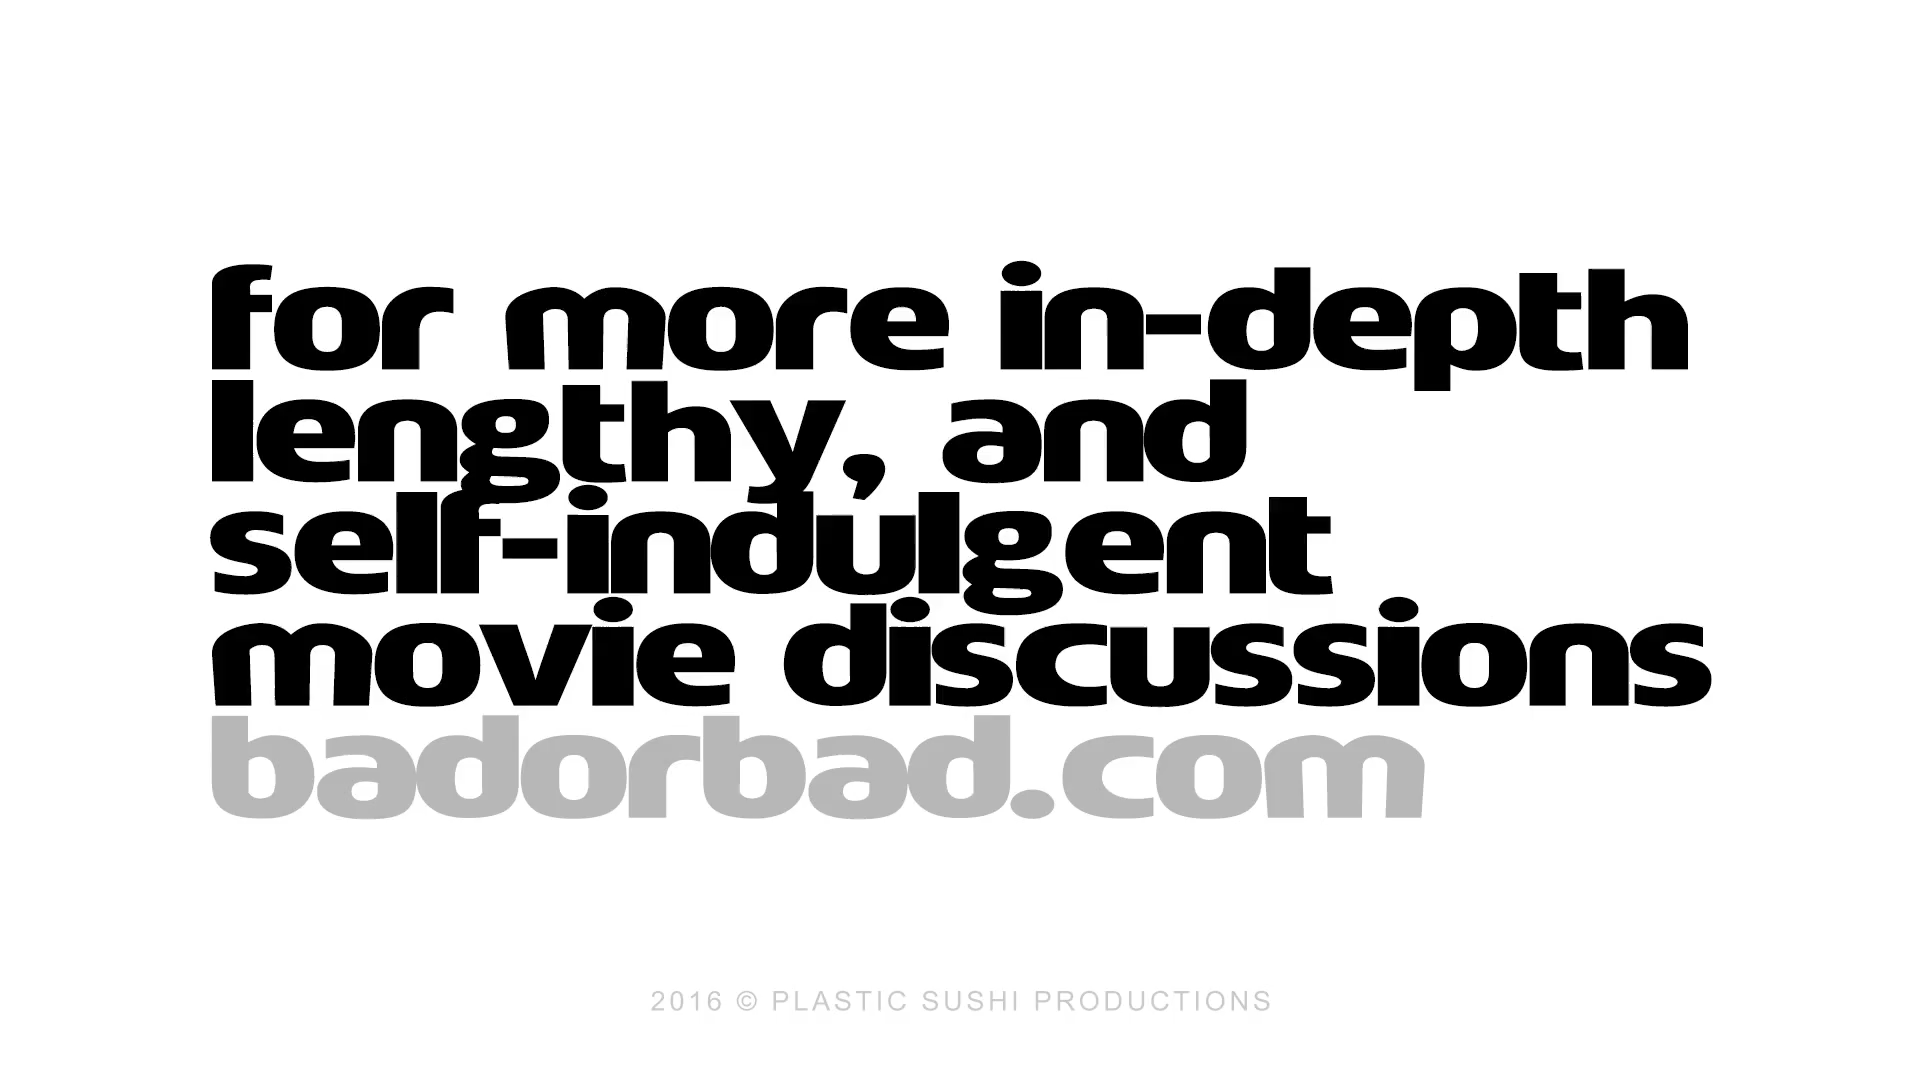 for more in-depth
lengthy, and
self-indulgent
movie discussions
badorbad.com
2016 © PLASTIC SUSHI PRODUCTIONS